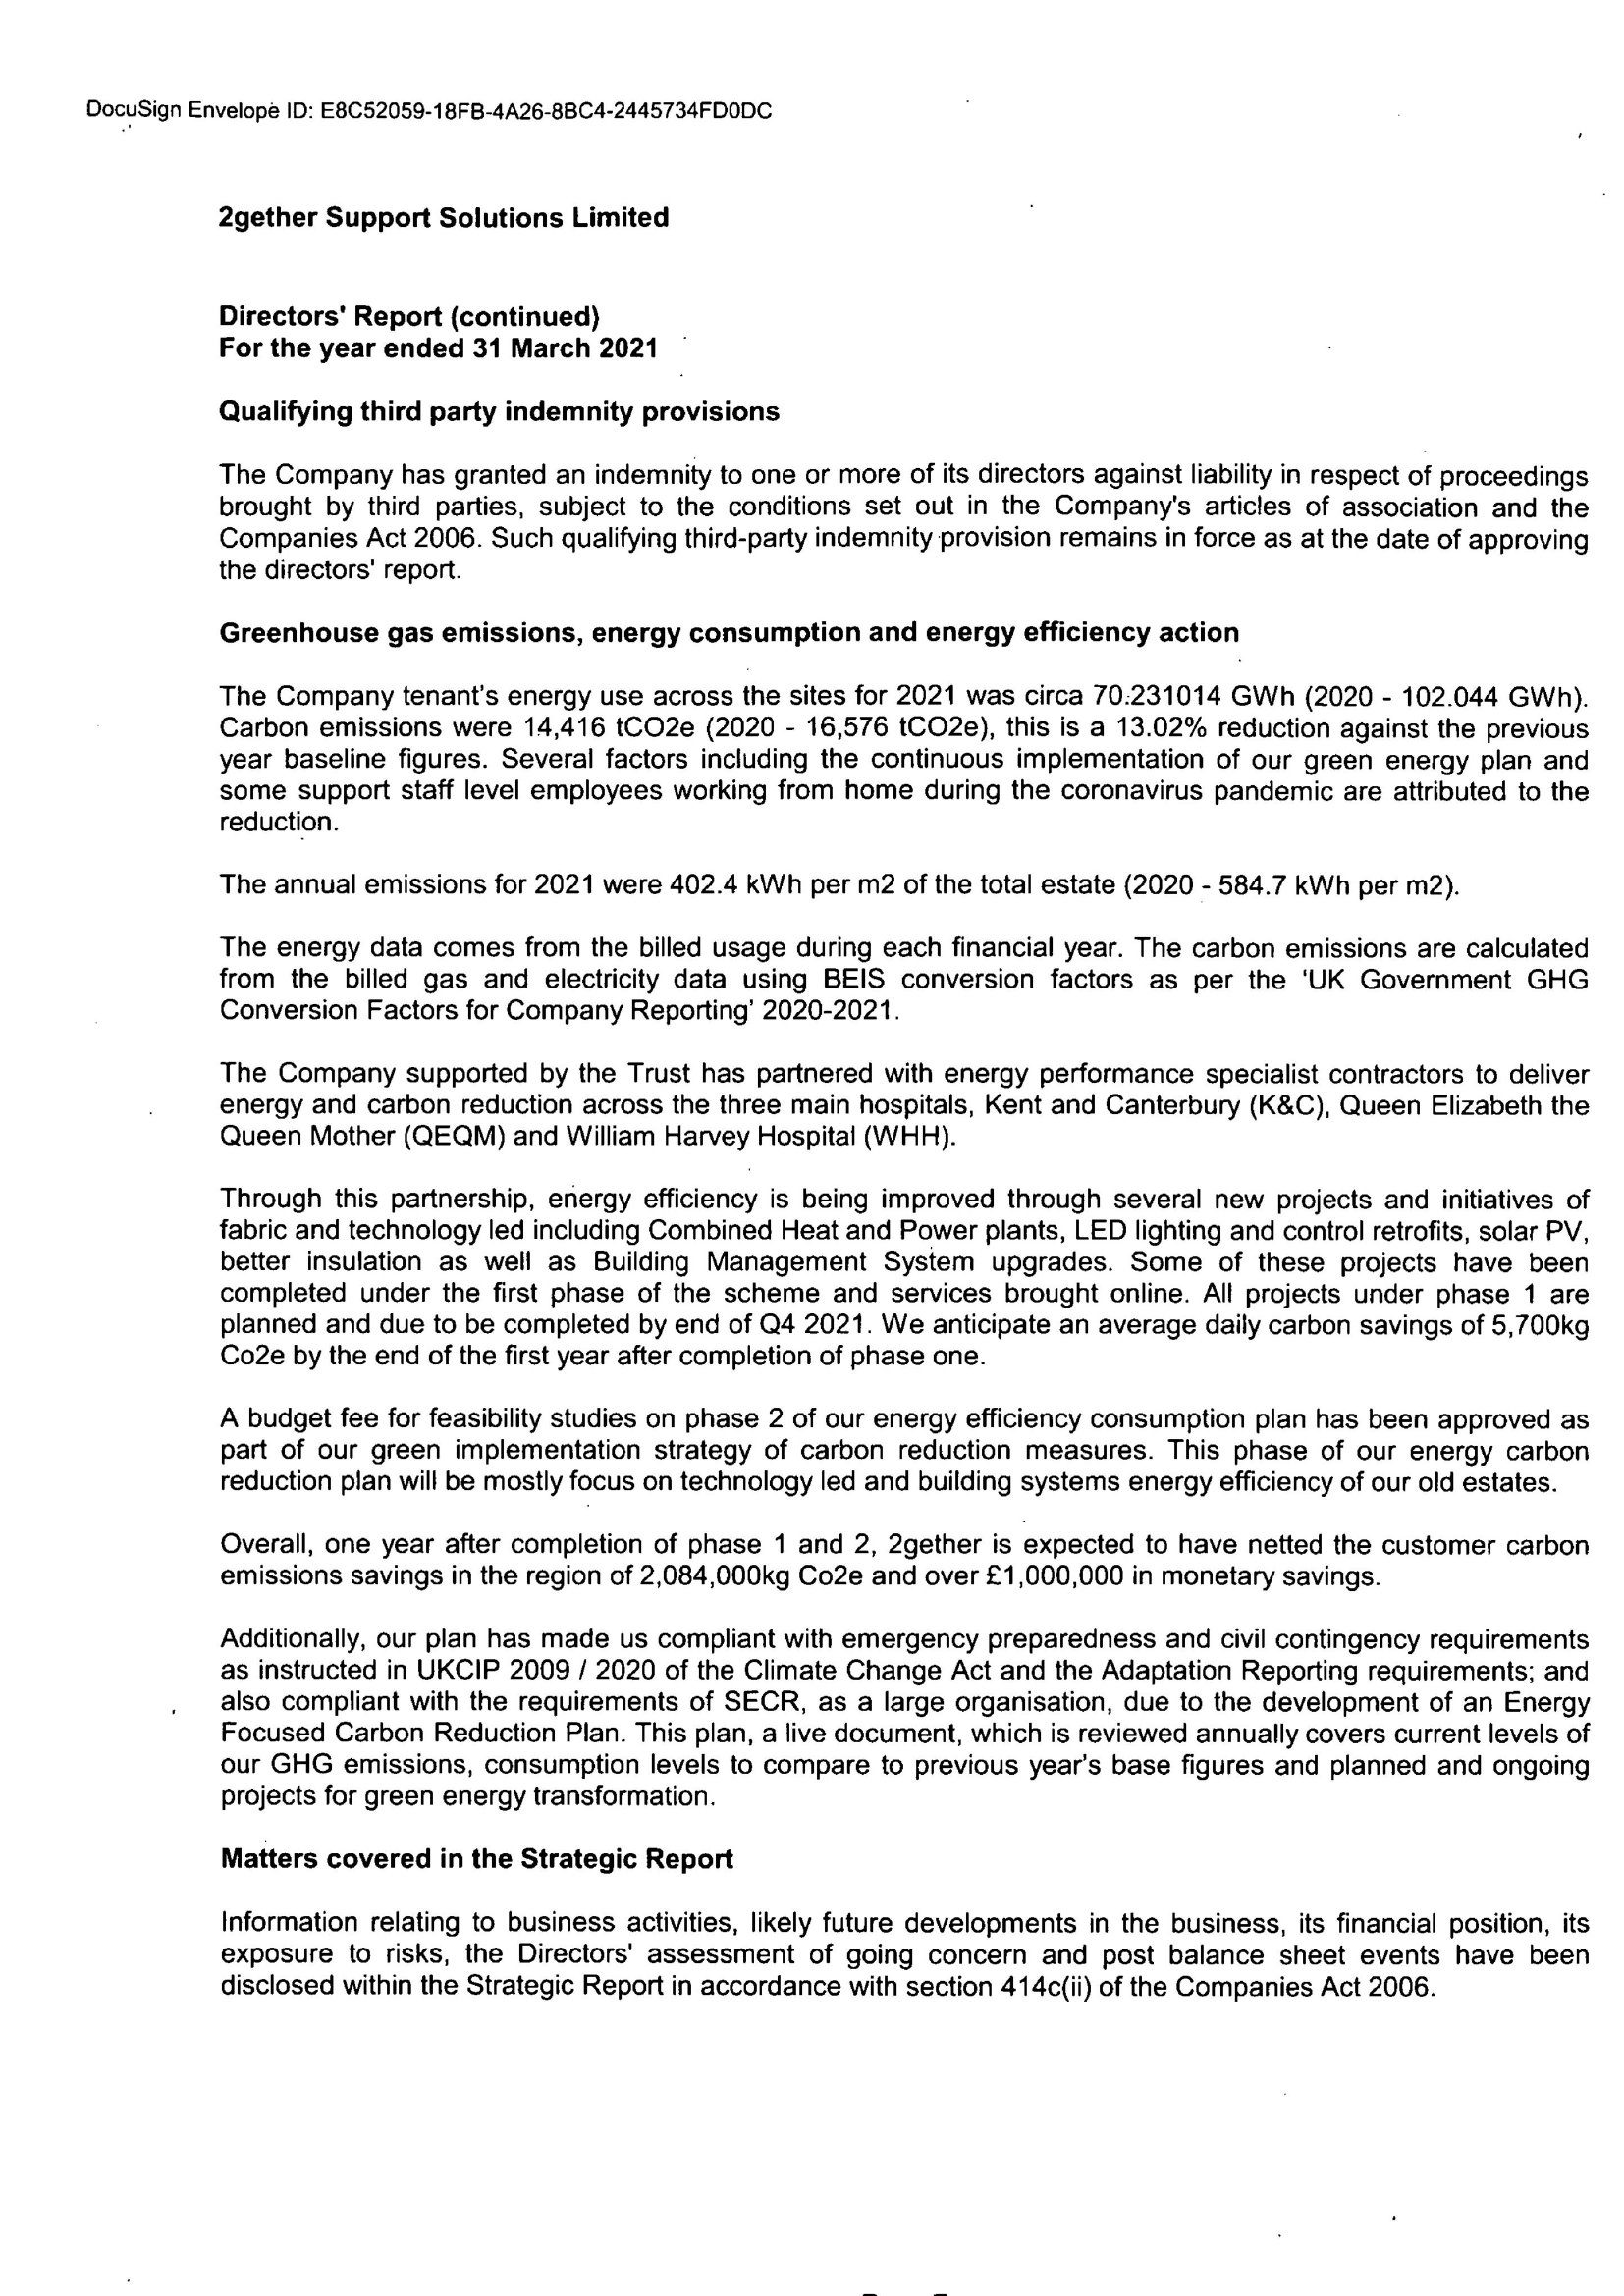 DocuSign Envelope ID: E8C52059-18FB-4A26-8BC4-2445734FD0DC
2gether Support Solutions Limited
Directors' Report (continued)
For the year ended 31 March 2021
Qualifying third party indemnity provisions
The Company has granted an indemnity to one or more of its directors against liability in respect of proceedings
brought by third parties, subject to the conditions set out in the Company's articles of association and the
Companies Act 2006. Such qualifying third-party indemnity provision remains in force as at the date of approving
the directors' report.
Greenhouse gas emissions, energy consumption and energy efficiency action
The Company tenant's energy use across the sites for 2021 was circa 70.231014 GWh (2020 - 102.044 GWh).
Carbon emissions were 14,416 tCO2e (2020 - 16,576 tCO2e), this is a 13.02% reduction against the previous
year baseline figures. Several factors including the continuous implementation of our green energy plan and
some support staff level employees working from home during the coronavirus pandemic are attributed to the
reduction.
The annual emissions for 2021 were 402.4 kWh per m2 of the total estate (2020 - 584.7 kWh per m2).
The energy data comes from the billed usage during each financial year. The carbon emissions are calculated
from the billed gas and electricity data using BEIS conversion factors as per the 'UK Government GHG
Conversion Factors for Company Reporting' 2020-2021.
The Company supported by the Trust has partnered with energy performance specialist contractors to deliver
energy and carbon reduction across the three main hospitals, Kent and Canterbury (K&C), Queen Elizabeth the
Queen Mother (QEQM) and William Harvey Hospital (WHH).
Through this partnership, energy efficiency is being improved through several new projects and initiatives of
fabric and technology led including Combined Heat and Power plants, LED lighting and control retrofits, solar PV,
better insulation as well as Building Management System upgrades. Some of these projects have been
completed under the first phase of the scheme and services brought online. All projects under phase 1 are
planned and due to be completed by end of Q4 2021. We anticipate an average daily carbon savings of 5,700kg
Co2e by the end of the first year after completion of phase one.
A budget fee for feasibility studies on phase 2 of our energy efficiency consumption plan has been approved as
part of our green implementation strategy of carbon reduction measures. This phase of our energy carbon
reduction plan will be mostly focus on technology led and building systems energy efficiency of our old estates.
Overall, one year after completion of phase 1 and 2, 2gether is expected to have netted the customer carbon
emissions savings in the region of 2,084,000kg Co2e and over £1,000,000 in monetary savings.
Additionally, our plan has made us compliant with emergency preparedness and civil contingency requirements
as instructed in UKCIP 2009 / 2020 of the Climate Change Act and the Adaptation Reporting requirements; and
also compliant with the requirements of SECR, as a large organisation, due to the development of an Energy
Focused Carbon Reduction Plan. This plan, a live document, which is reviewed annually covers current levels of
our GHG emissions, consumption levels to compare to previous year's base figures and planned and ongoing
projects for green energy transformation.
Matters covered in the Strategic Report
Information relating to business activities, likely future developments in the business, its financial position, its
exposure to risks, the Directors' assessment of going concern and post balance sheet events have been
disclosed within the Strategic Report in accordance with section 414c(ii) of the Companies Act 2006.